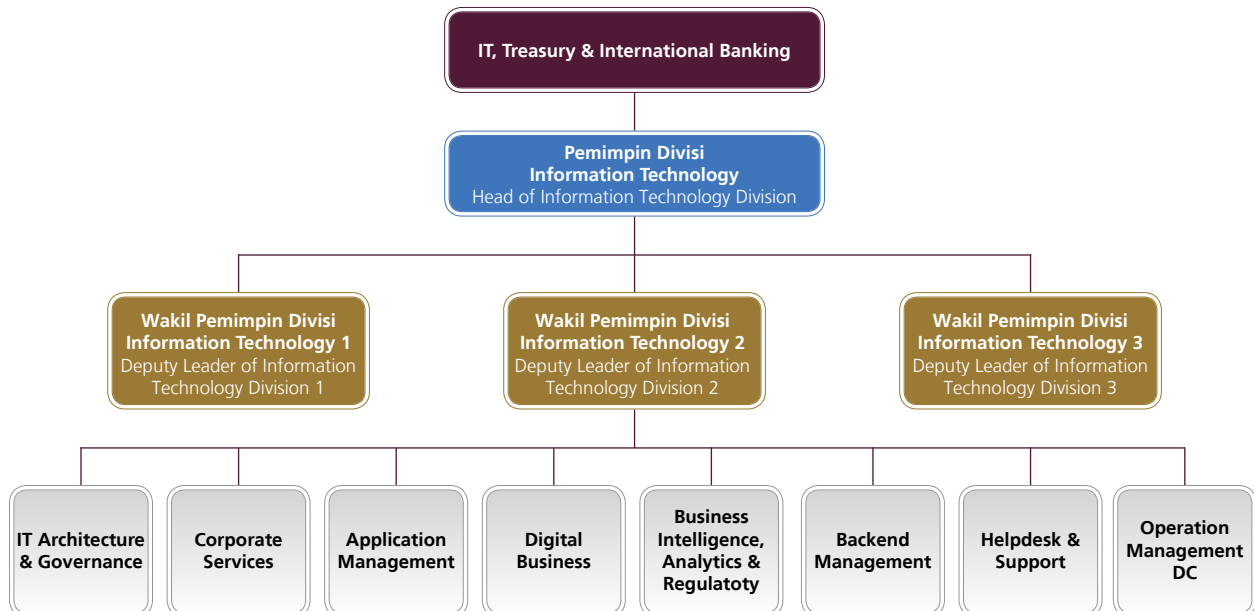 IT, Treasury & International Banking
Pemimpin Divisi
Information Technology
Head of Information Technology Division
Wakil Pemimpin Divisi
Information Technology 1
Deputy Leader of Information
Technology Division 1
Wakil Pemimpin Divisi
Information Technology 2
Deputy Leader of Information
Technology Division 2
Wakil Pemimpin Divisi
Information Technology 3
Deputy Leader of Information
Technology Division 3
IT Architecture
& Governance
Corporate
Services
Application
Management
Digital
Business
Business
Intelligence,
Analytics &
Regulatoty
Backend
Management
Helpdesk &
Support
Operation
Management
DC